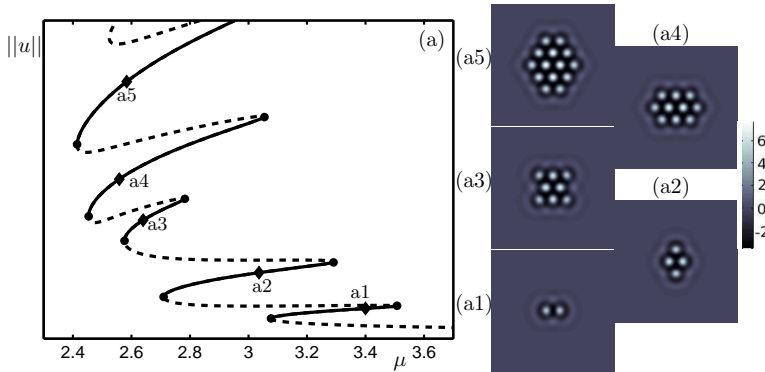 (a)
||u||
a5
a4
a3
a2
a1
2.4 2.6 2.8 3 3.2 3.4 3.6
μ
(a5)
(a4)
(a3)
(a2)
(a1)
6
4
2
0
-2